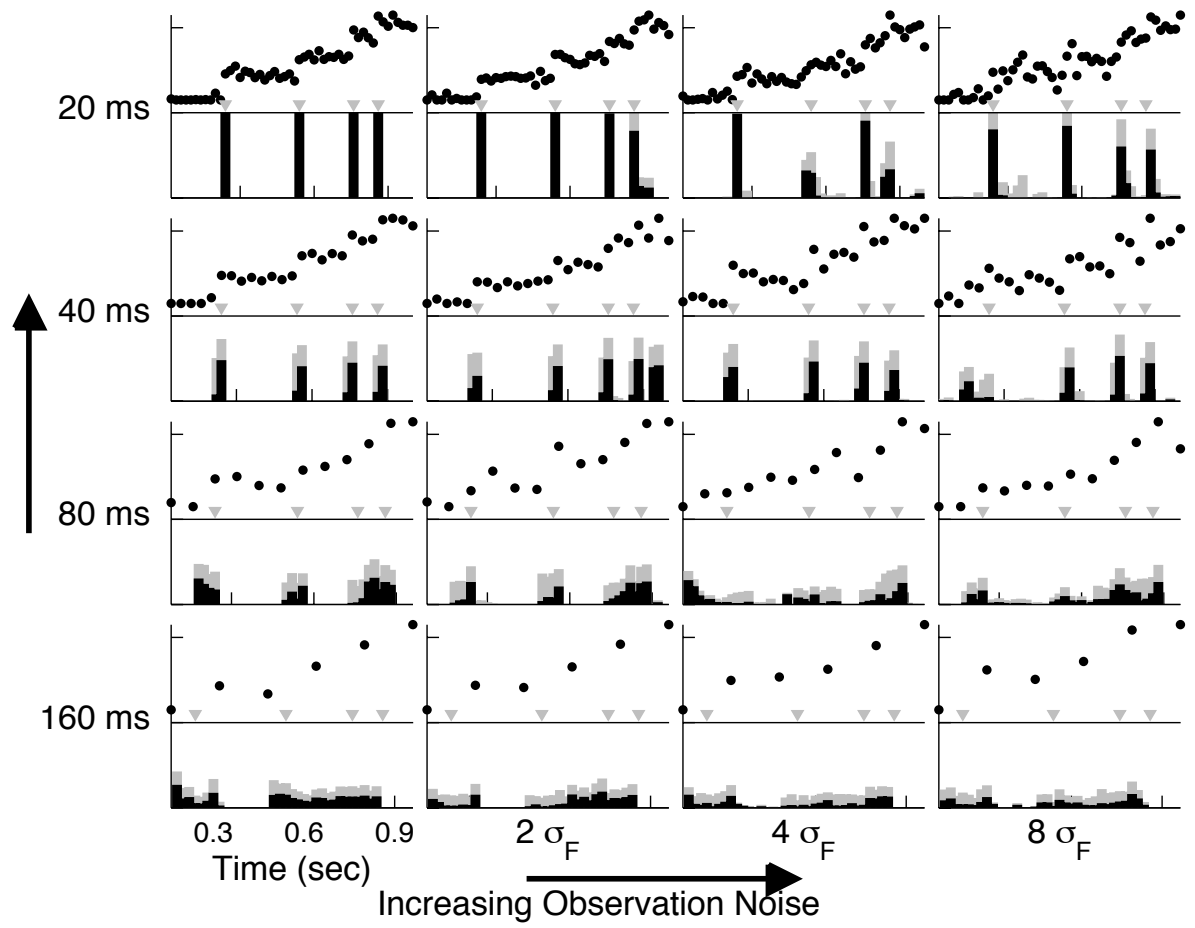 20 ms
40 ms
80 ms
160 ms
0.3 0.6 0.9
2 σ_F 4 σ_F 8 σ_F
Time (sec)
Increasing Observation Noise